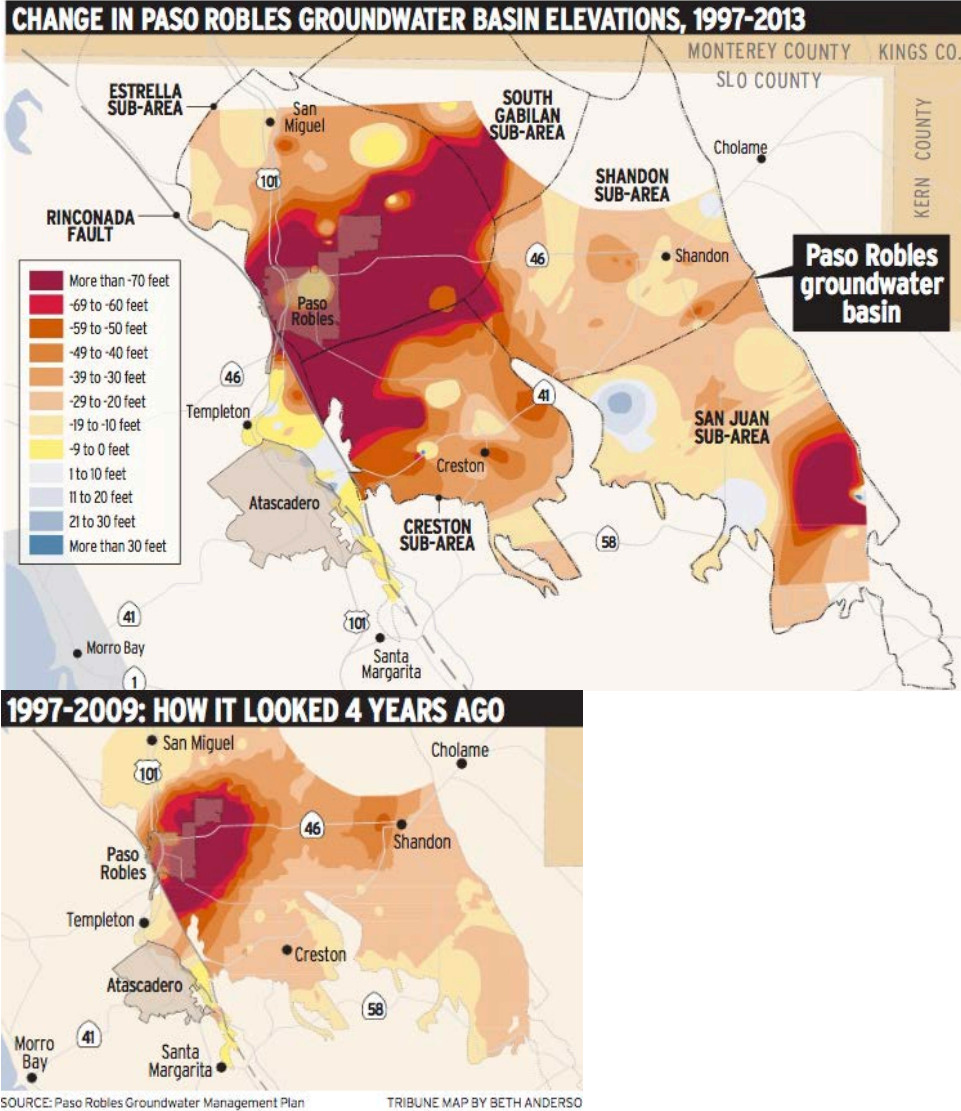 CHANGE IN PASO ROBLES GROUNDWATER BASIN ELEVATIONS, 1997-2013
MONTEREY COUNTY
KINGS CO.
SLO COUNTY
KERN COUNTY
ESTRELLA
SUB-AREA
San
Miguel
SOUTH
GABILAN
SUB-AREA
Cholame
SHANDON
SUB-AREA
101
RINCONADA
FAULT
46
Shandon
Paso Robles
groundwater
basin
More than -70 feet
-69 to -60 feet
-59 to -50 feet
-49 to -40 feet
-39 to -30 feet
-29 to -20 feet
-19 to -10 feet
-9 to 0 feet
1 to 10 feet
11 to 20 feet
21 to 30 feet
More than 30 feet
Paso
Robles
46
Templeton
41
SAN JUAN
SUB-AREA
Creston
Atascadero
CRESTON
SUB-AREA
58
41
101
Morro Bay
Santa
Margarita
1
1997-2009: HOW IT LOOKED 4 YEARS AGO
San Miguel
Cholame
101
46
Shandon
Paso
Robles
Templeton
Creston
Atascadero
58
41
Morro
Bay
Santa
Margarita
SOURCE: Paso Robles Groundwater Management Plan
TRIBUNE MAP BY BETH ANDERSO